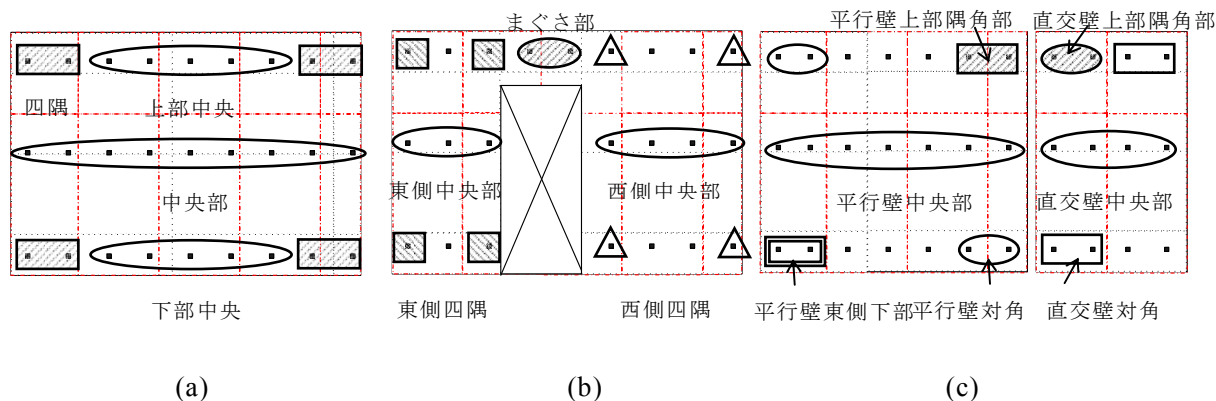 まぐさ部
平行壁上部隅角部
直交壁上部隅角部
四隅
上部中央
中央部
東側中央部
西側中央部
平行壁中央部
直交壁中央部
下部中央
東側四隅
西側四隅
平行壁東側下部
平行壁対角
直交壁対角
(a)
(b)
(c)